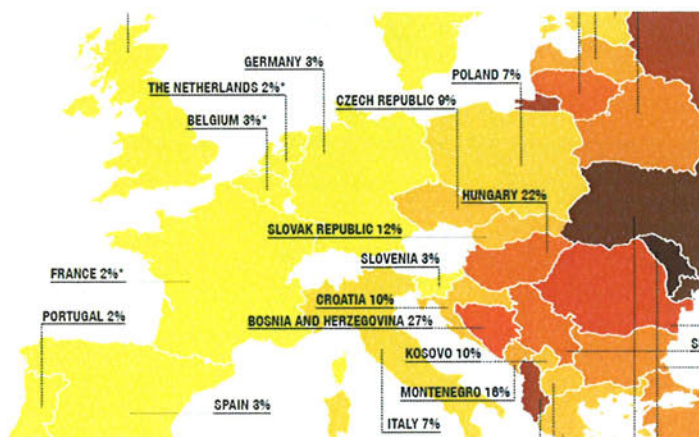 GERMANY 3%
THE NETHERLANDS 2%*
BELGIUM 3%*
POLAND 7%
CZECH REPUBLIC 9%
HUNGARY 22%
SLOVAK REPUBLIC 12%
SLOVENIA 3%
FRANCE 2%*
CROATIA 10%
PORTUGAL 2%
BOSNIA AND HERZEGOVINA 27%
KOSOVO 10%
MONTENEGRO 16%
SPAIN 3%
ITALY 7%